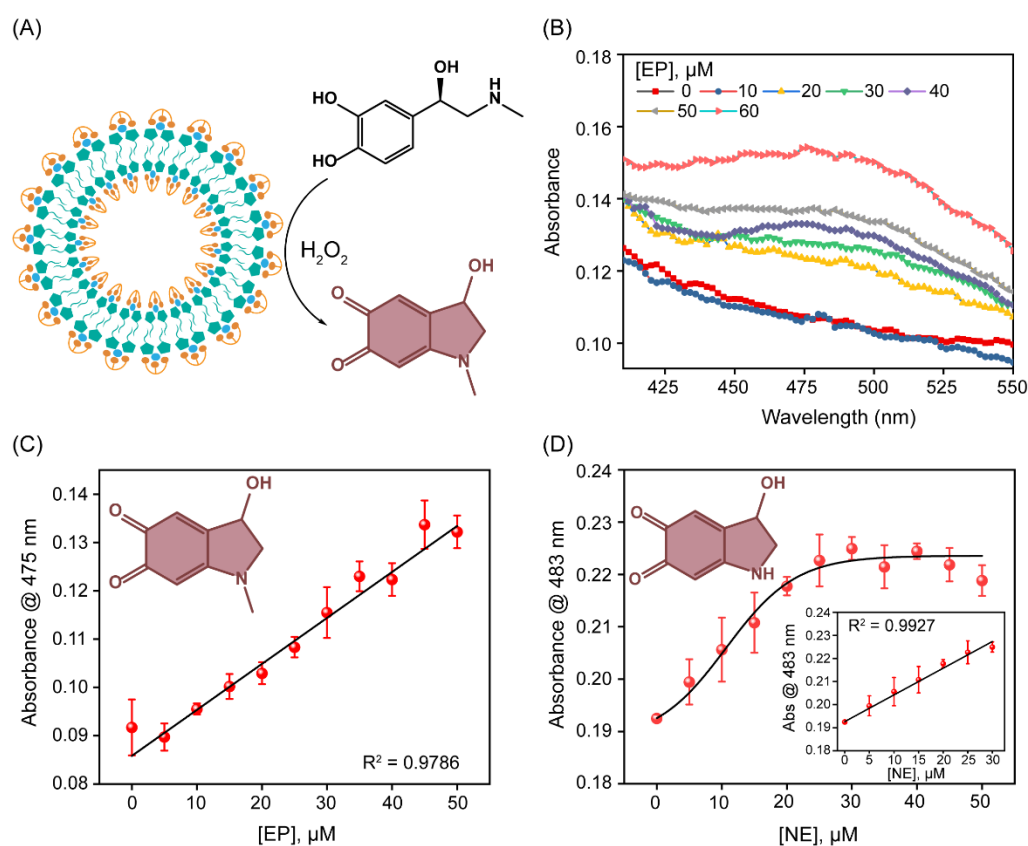 (A)
OH
H
N
HO
HO
H₂O₂
OH
O
O
N
(B)
[EP], µM
0 10 20 30 40
50 60
0.18
0.16
0.14
0.12
0.10
Absorbance
425 450 475 500 525 550
Wavelength (nm)
(C)
0.14
0.13
0.12
0.11
0.10
0.09
0.08
Absorbance @ 475 nm
OH
O
O
N
R² = 0.9786
0 10 20 30 40 50
[EP], µM
(D)
0.24
0.23
0.22
0.21
0.20
0.19
0.18
Absorbance @ 483 nm
OH
O
O
NH
0.24
0.23
0.22
0.21
0.20
0.19
0.18
Abs @ 483 nm
R² = 0.9927
0 5 10 15 20 25 30
[NE], µM
0 10 20 30 40 50
[NE], µM